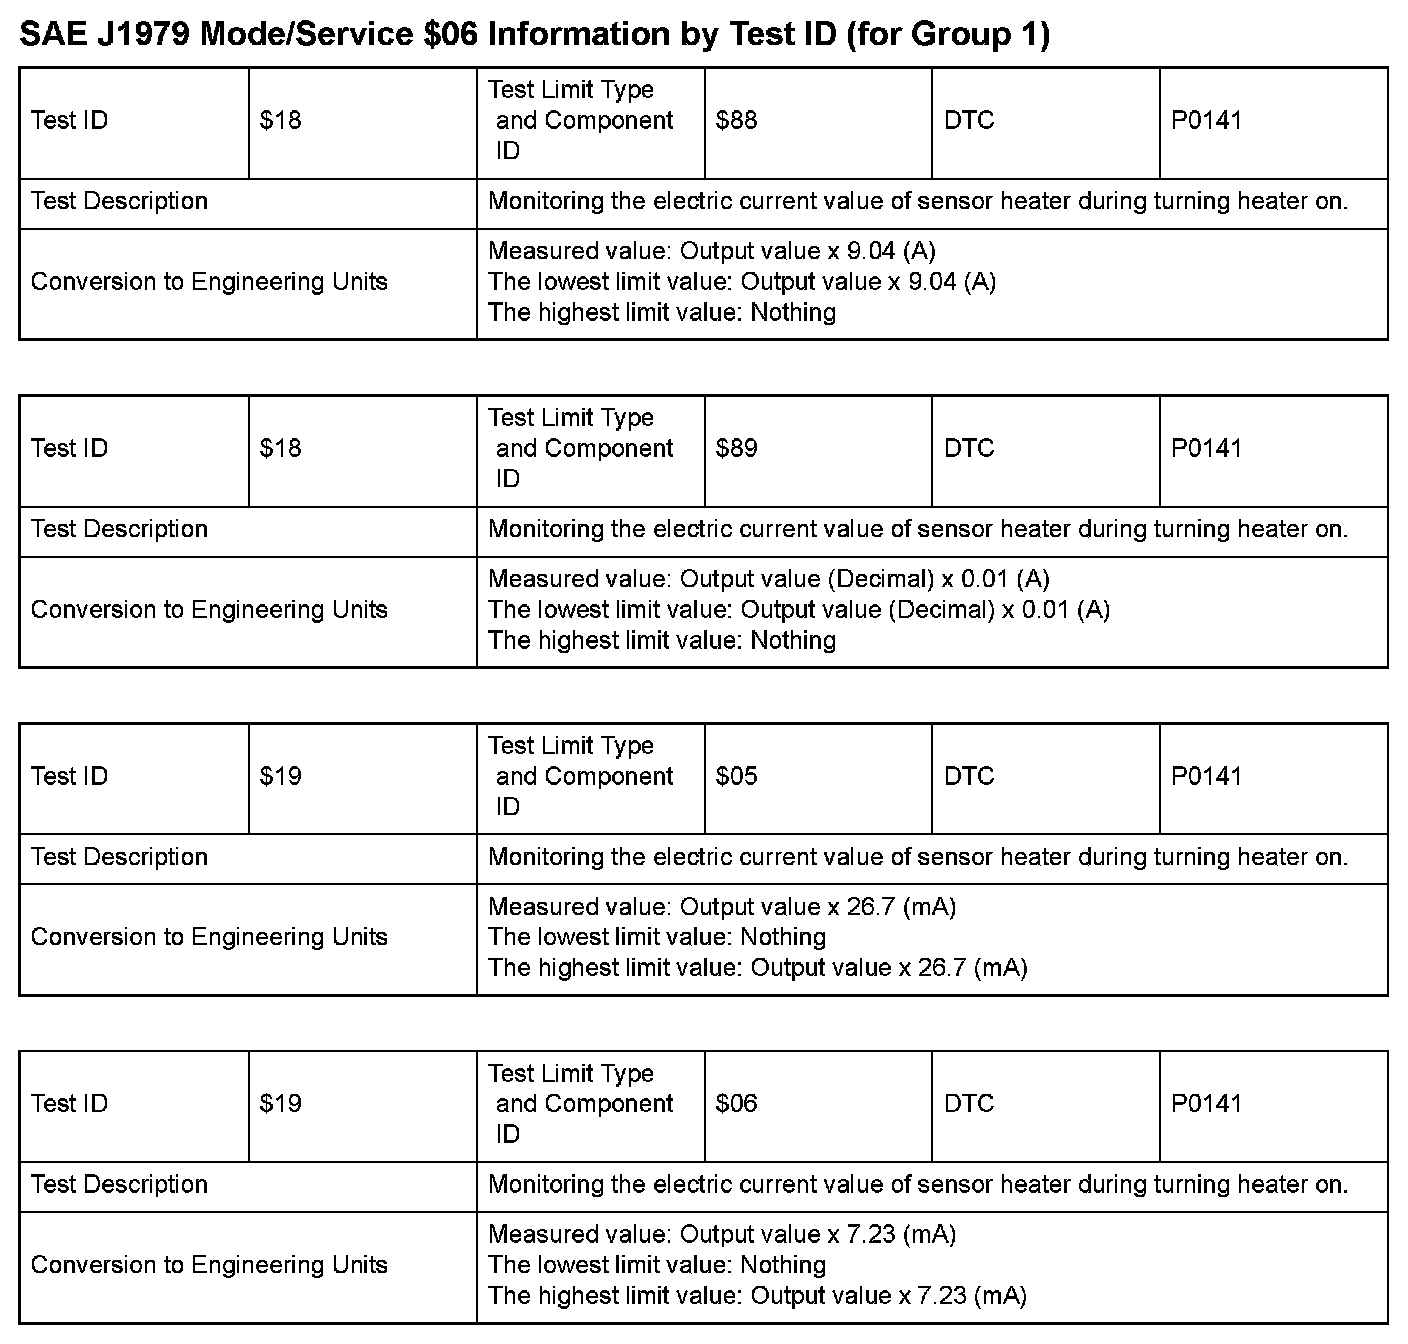 SAE J1979 Mode/Service $06 Information by Test ID (for Group 1)
Test ID $18 Test Limit Type and Component ID $88 DTC P0141
Test Description Monitoring the electric current value of sensor heater during turning heater on.
Conversion to Engineering Units
Measured value: Output value x 9.04 (A)
The lowest limit value: Output value x 9.04 (A)
The highest limit value: Nothing
Test ID $18 Test Limit Type and Component ID $89 DTC P0141
Test Description Monitoring the electric current value of sensor heater during turning heater on.
Conversion to Engineering Units
Measured value: Output value (Decimal) x 0.01 (A)
The lowest limit value: Output value (Decimal) x 0.01 (A)
The highest limit value: Nothing
Test ID $19 Test Limit Type and Component ID $05 DTC P0141
Test Description Monitoring the electric current value of sensor heater during turning heater on.
Conversion to Engineering Units
Measured value: Output value x 26.7 (mA)
The lowest limit value: Nothing
The highest limit value: Output value x 26.7 (mA)
Test ID $19 Test Limit Type and Component ID $06 DTC P0141
Test Description Monitoring the electric current value of sensor heater during turning heater on.
Conversion to Engineering Units
Measured value: Output value x 7.23 (mA)
The lowest limit value: Nothing
The highest limit value: Output value x 7.23 (mA)